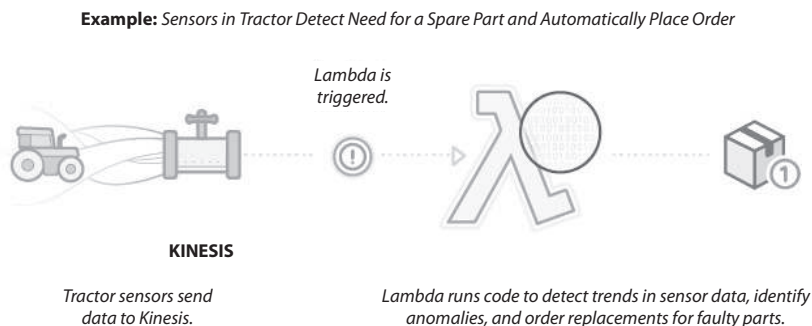 Example: Sensors in Tractor Detect Need for a Spare Part and Automatically Place Order
Lambda is
triggered.
1
KINESIS
Tractor sensors send
data to Kinesis.
Lambda runs code to detect trends in sensor data, identify
anomalies, and order replacements for faulty parts.